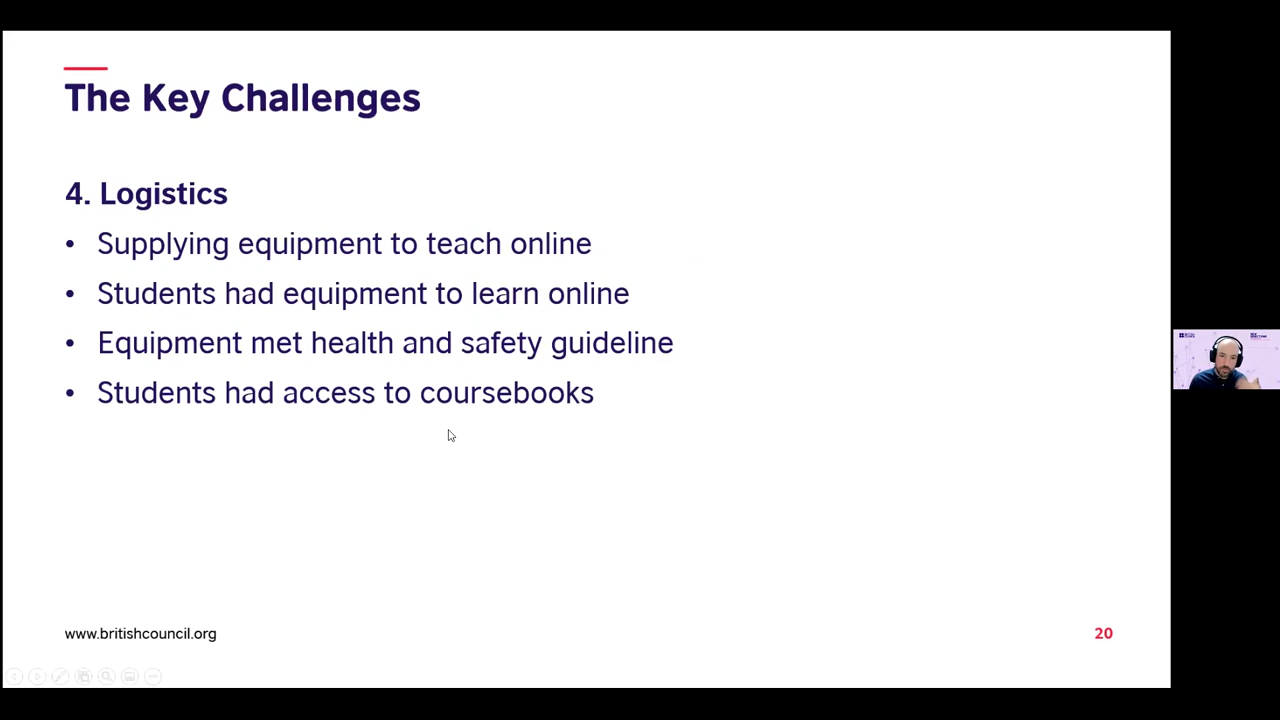 The Key Challenges
4. Logistics
• Supplying equipment to teach online
• Students had equipment to learn online
• Equipment met health and safety guideline
• Students had access to coursebooks
www.britishcouncil.org
20